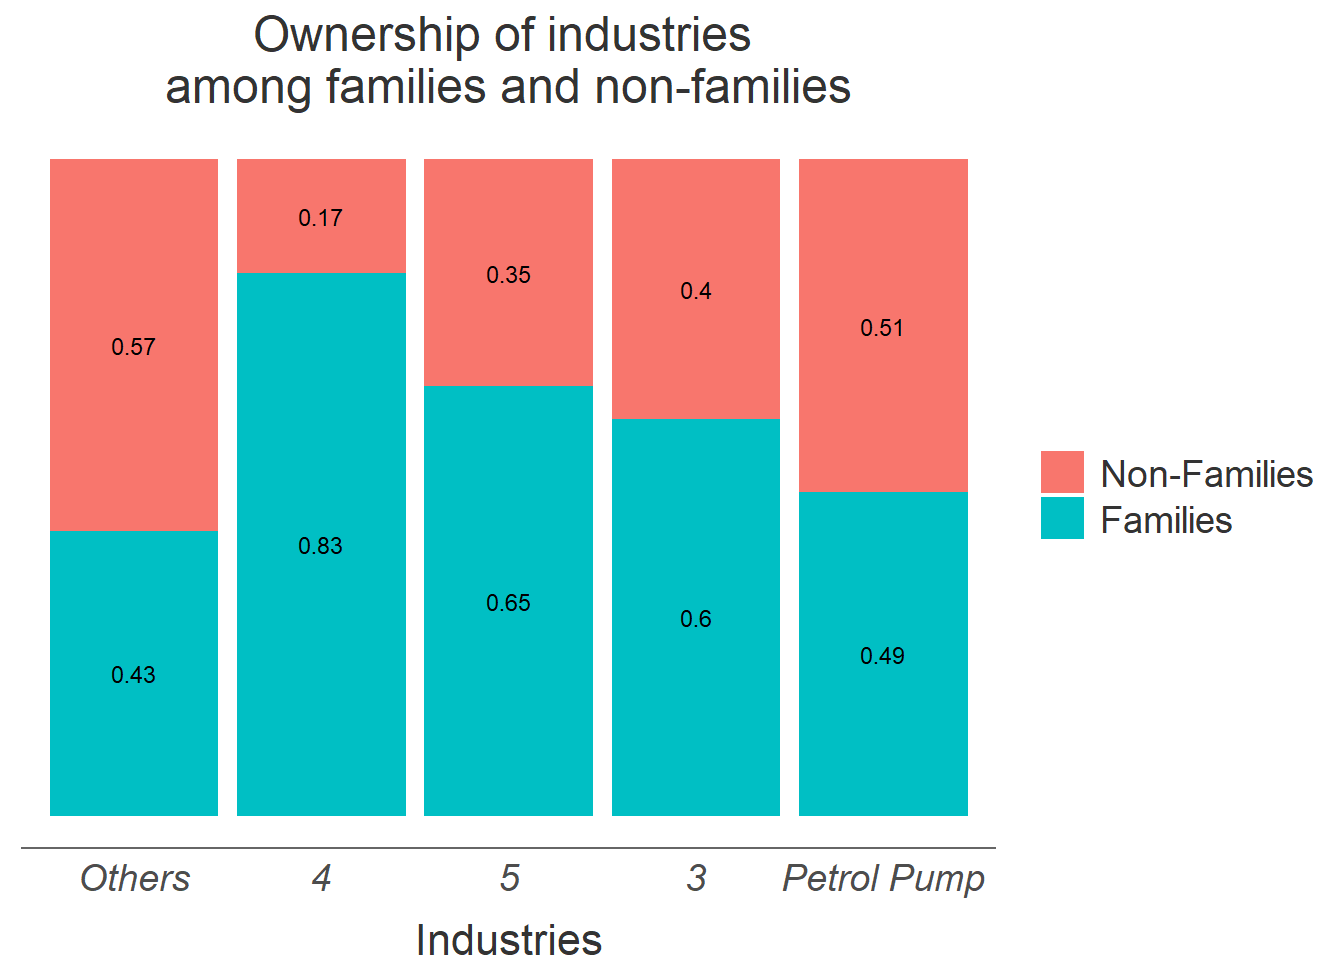 Ownership of industries
among families and non-families
0.57
0.17
0.35
0.4
0.51
0.43
0.83
0.65
0.6
0.49
Non-Families
Families
Others
4
5
3
Petrol Pump
Industries